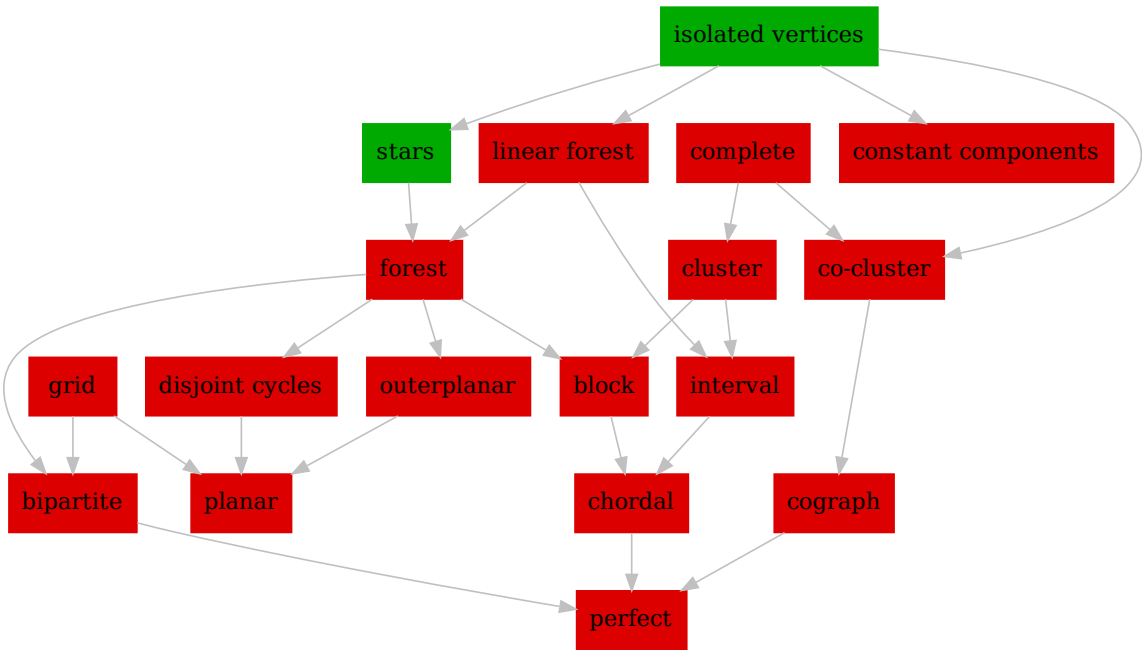 isolated vertices
stars
linear forest
complete
constant components
forest
cluster
co-cluster
grid
disjoint cycles
outerplanar
block
interval
bipartite
planar
chordal
cograph
perfect